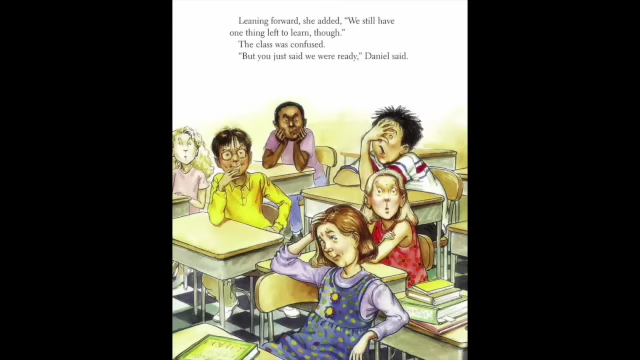 Leaning forward, she added, "We still have
one thing left to learn, though."
The class was confused.
"But you just said we were ready," Daniel said.